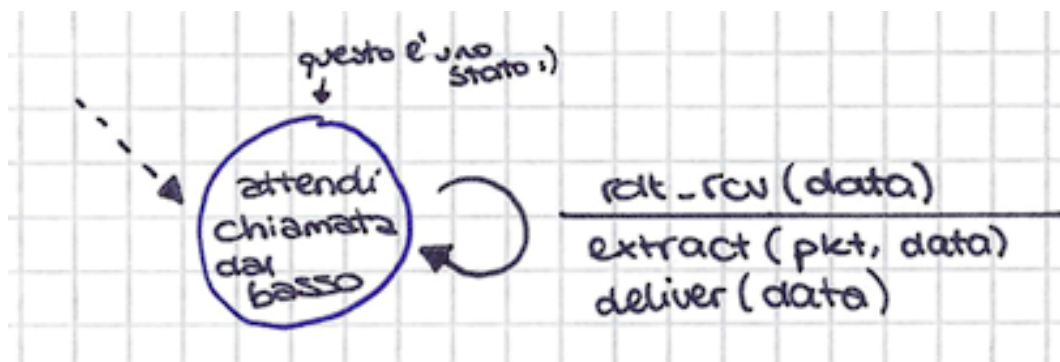 questo e' uno
stato :)
attendi
chiamata
dal
basso
rdt_rcv (data)
extract (pkt, data)
deliver (data)